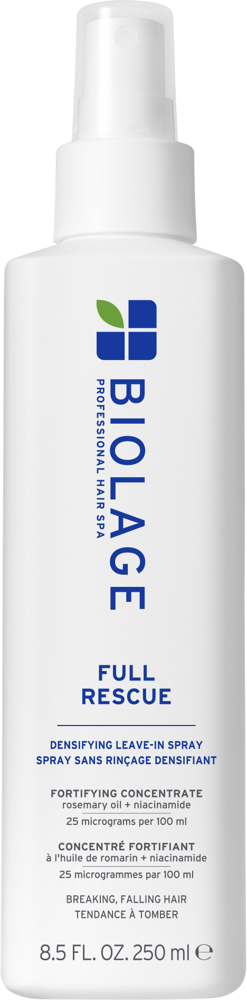 BIOLAGE
PROFESSIONAL HAIR SPA
FULL
RESCUE
DENSIFYING LEAVE-IN SPRAY
SPRAY SANS RINÇAGE DENSIFIANT
FORTIFYING CONCENTRATE
rosemary oil + niacinamide
25 micrograms per 100 ml
CONCENTRÉ FORTIFIANT
à l'huile de romarin + niacinamide
25 microgrammes par 100 ml
BREAKING, FALLING HAIR
TENDANCE À TOMBER
8.5 FL. OZ. 250 ml ℮